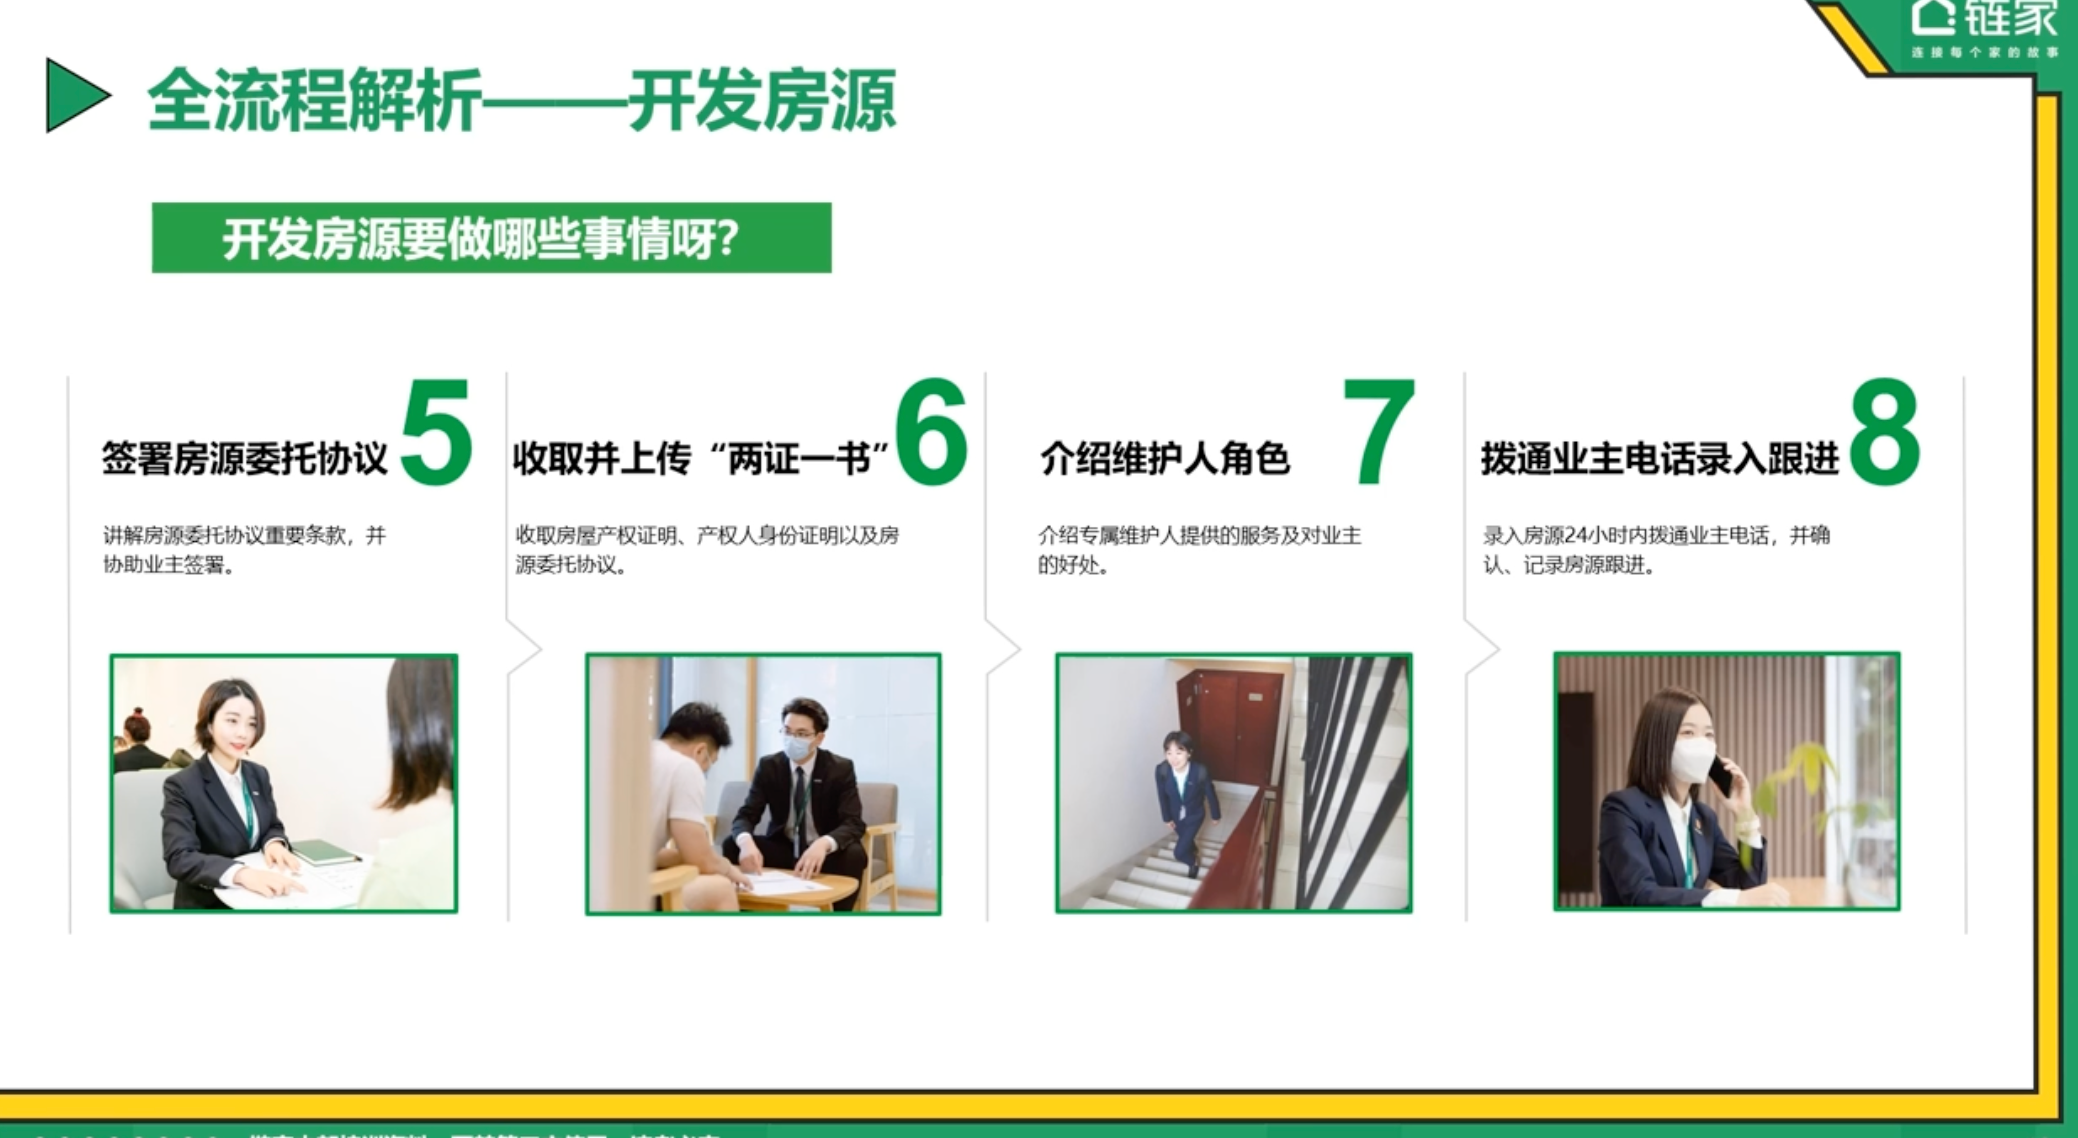 链家
连接每个家的故事
全流程解析——开发房源
开发房源要做哪些事情呀?
签署房源委托协议 5
讲解房源委托协议重要条款，并
协助业主签署。
收取并上传“两证一书” 6
收取房屋产权证明、产权人身份证明以及房
源委托协议。
介绍维护人角色 7
介绍专属维护人提供的服务及对业主
的好处。
拨通业主电话录入跟进 8
录入房源24小时内拨通业主电话，并确
认、记录房源跟进。